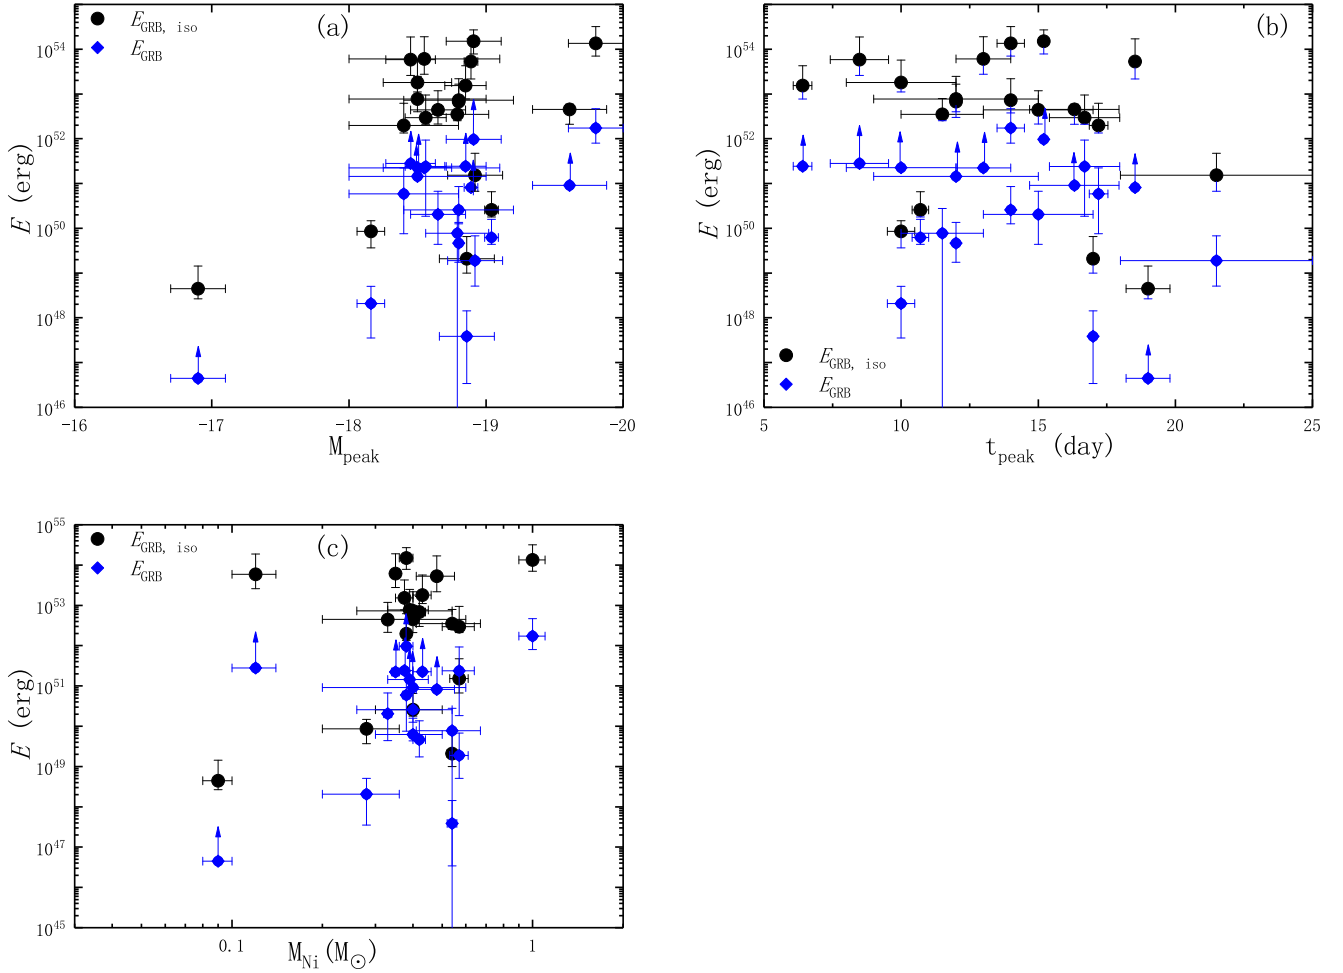 E_GRB, iso
E_GRB
(a)
10^54
10^52
10^50
10^48
10^46
E (erg)
-16 -17 -18 -19 -20
M_peak
(b)
10^54
10^52
10^50
10^48
10^46
E (erg)
E_GRB, iso
E_GRB
5 10 15 20 25
t_peak (day)
E_GRB, iso
E_GRB
(c)
10^55
10^53
10^51
10^49
10^47
10^45
E (erg)
0.1 1
M_Ni(M_⊙)